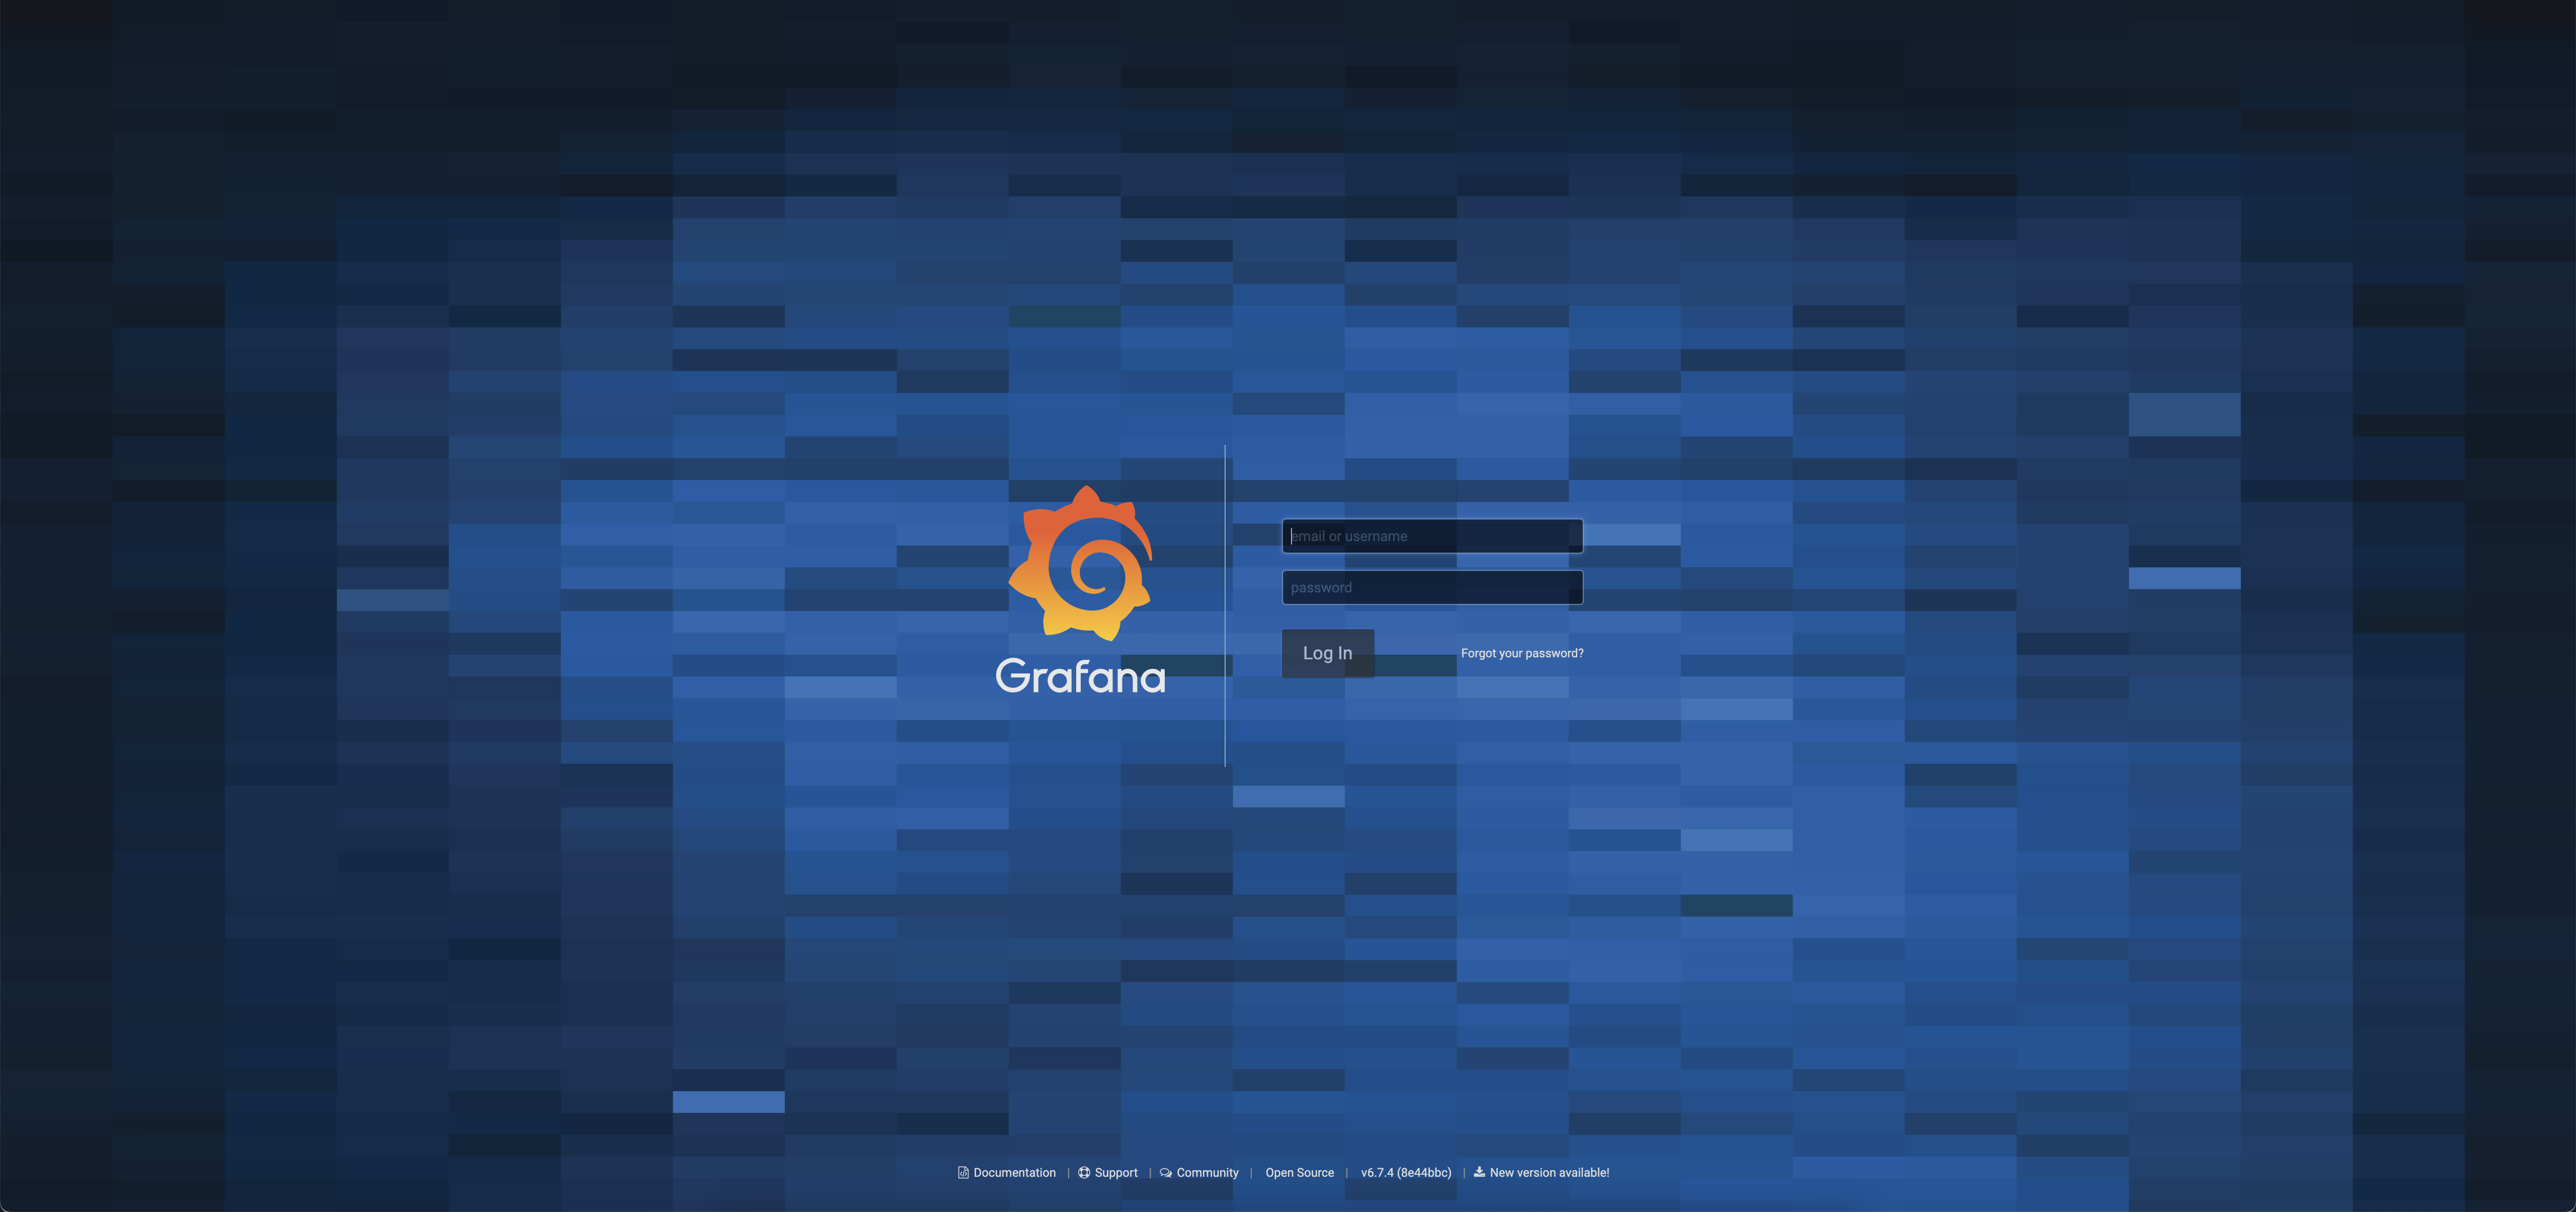 Grafana
email or username
password
Log In
Forgot your password?
Documentation | Support | Community | Open Source | v6.7.4 (8e44bbc) | New version available!